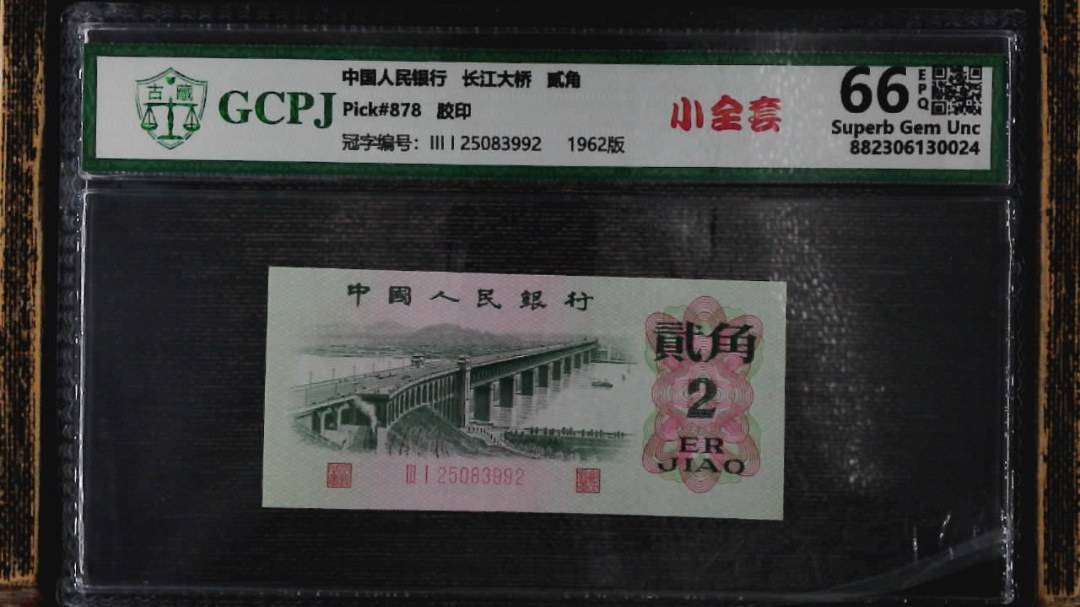 中国人民银行 长江大桥 贰角
Pick#878 胶印
冠字编号: III I 25083992 1962版
古藏
GCPJ
小全套
66 EPQ
Superb Gem Unc
882306130024
中國人民銀行
貳角
2
ER
JIAO
III I 25083992